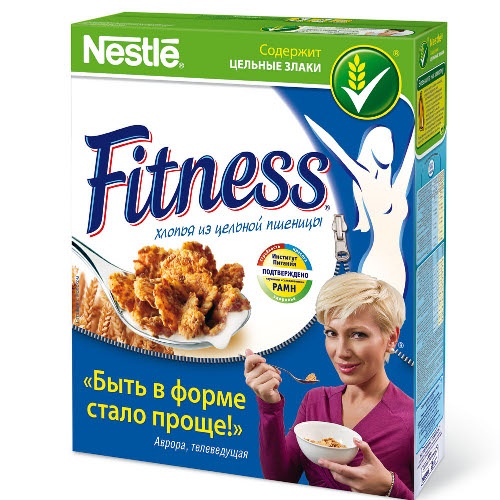 Nestlé®
Содержит
ЦЕЛЬНЫЕ ЗЛАКИ
®
Fitness®
хлопья из цельной пшеницы
Институт
Питания
ПОДТВЕРЖДЕНО
РАМН
«Быть в форме
стало проще!»
Аврора, телеведущая